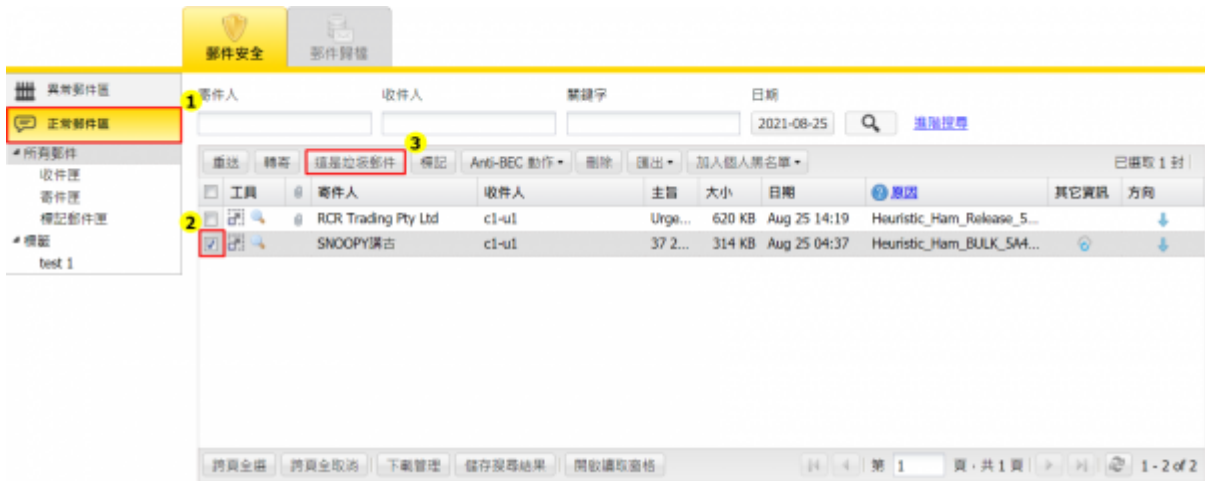 郵件安全 郵件歸檔
異常郵件區
1 寄件人 收件人 關鍵字 日期
正常郵件區
2021-08-25 進階搜尋
3
所有郵件
重送 轉寄 這是垃圾郵件 標記 Anti-BEC 動作 刪除 匯出 加入個人黑名單 已選取 1 封
收件匣
工具 寄件人 收件人 主旨 大小 日期 原因 其它資訊 方向
寄件匣
2 RCR Trading Pty Ltd c1-u1 Urge... 620 KB Aug 25 14:19 Heuristic_Ham_Release_5...
標記郵件匣
SNOOPY講古 c1-u1 37 2... 314 KB Aug 25 04:37 Heuristic_Ham_BULK_5A4...
標籤
test 1
跨頁全選 跨頁全取消 下載管理 儲存搜尋結果 開啟讀取窗格 第 1 頁,共 1 頁 1 - 2 of 2